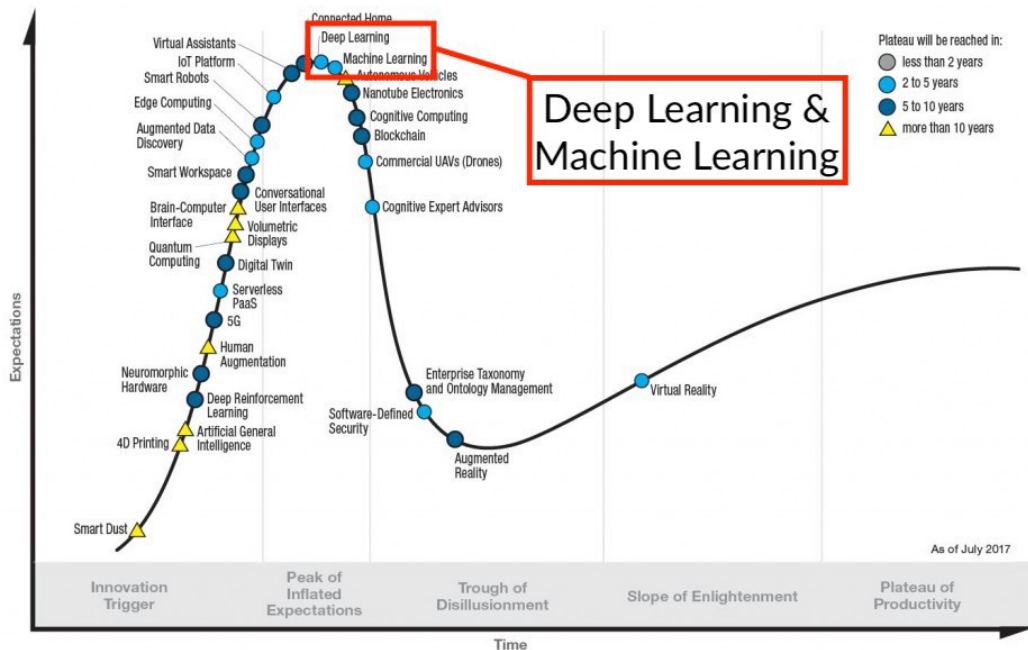 Connected Home
Deep Learning
Virtual Assistants
Machine Learning
IoT Platform
Autonomous Vehicles
Smart Robots
Nanotube Electronics
Edge Computing
Cognitive Computing
Augmented Data
Discovery
Blockchain
Commercial UAVs (Drones)
Smart Workspace
Conversational
User Interfaces
Cognitive Expert Advisors
Brain-Computer
Interface
Volumetric
Displays
Quantum
Computing
Digital Twin
Serverless
PaaS
5G
Human
Augmentation
Neuromorphic
Hardware
Deep Reinforcement
Learning
Artificial General
Intelligence
4D Printing
Smart Dust
Enterprise Taxonomy
and Ontology Management
Software-Defined
Security
Augmented
Reality
Virtual Reality
Deep Learning &
Machine Learning
Plateau will be reached in:
less than 2 years
2 to 5 years
5 to 10 years
more than 10 years
As of July 2017
Expectations
Innovation
Trigger
Peak of
Inflated
Expectations
Trough of
Disillusionment
Slope of Enlightenment
Plateau of
Productivity
Time